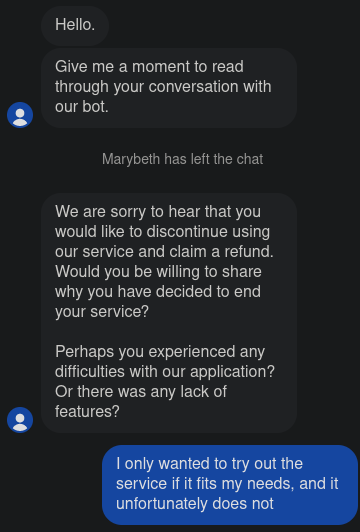 Hello.
Give me a moment to read
through your conversation with
our bot.
Marybeth has left the chat
We are sorry to hear that you
would like to discontinue using
our service and claim a refund.
Would you be willing to share
why you have decided to end
your service?
Perhaps you experienced any
difficulties with our application?
Or there was any lack of
features?
I only wanted to try out the
service if it fits my needs, and it
unfortunately does not